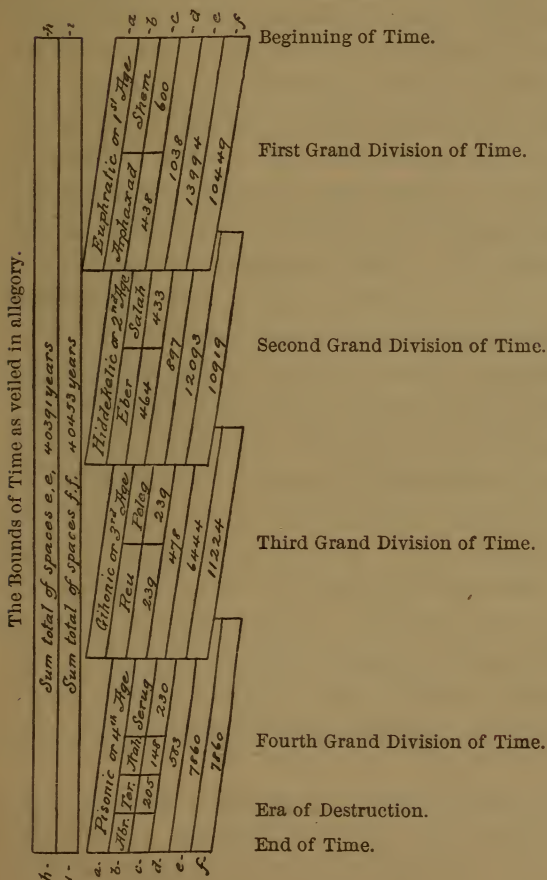 The Bounds of Time as veiled in allegory.
h- Sum total of spaces e.e, 40391 years -h
i- Sum total of spaces f.f. 40453 years -i
a. Pisonic or 4th Age Gihonic or 3rd Age Hiddekalic or 2nd Age Euphratic or 1st Age -a
b- Abr. Ter. Nah. Serug Reu Peleg Eber Salah Arphaxad Shem -b
c- 205 148 230 239 239 464 433 438 600 -c
d. 583 478 897 1038 -d
e- 7860 6444 12093 13994 -e
f. 7860 11224 10919 10449 -f
Beginning of Time.
First Grand Division of Time.
Second Grand Division of Time.
Third Grand Division of Time.
Fourth Grand Division of Time.
Era of Destruction.
End of Time.